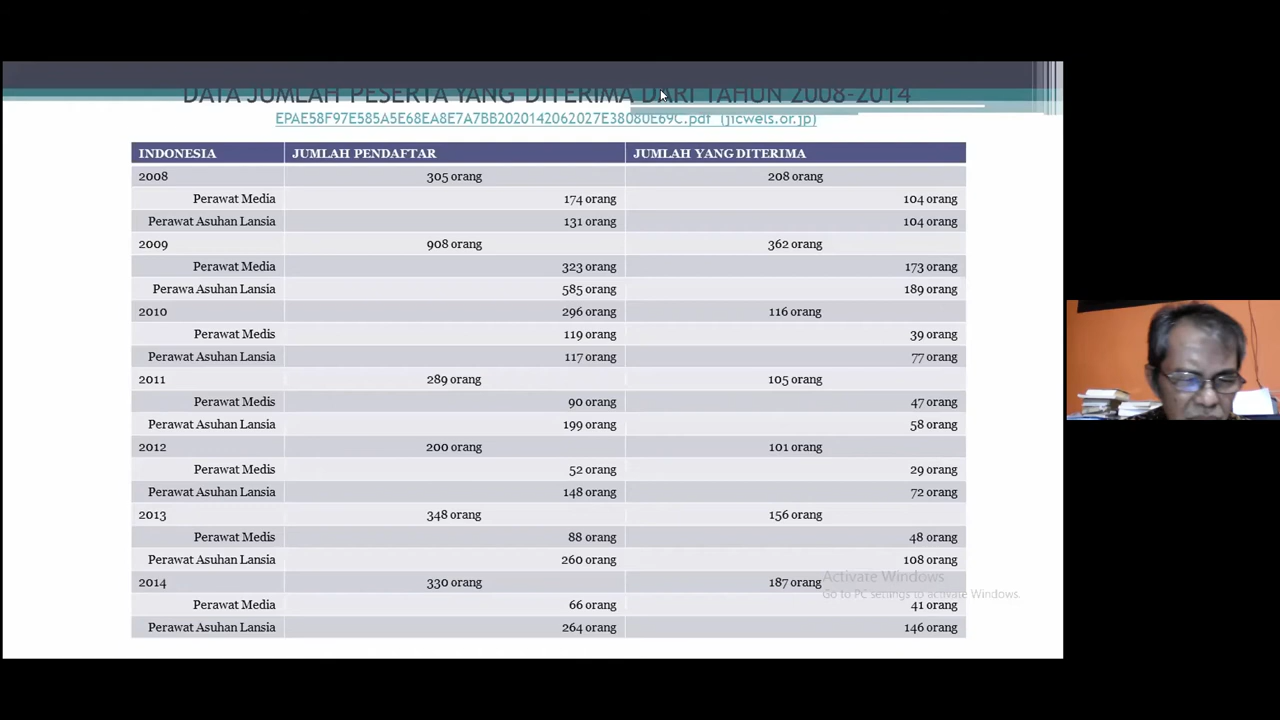 DATA JUMLAH PESERTA YANG DITERIMA DARI TAHUN 2008-2014
EPAE58F97E585A5E68EA8E7A7BB2020142062027E38080E69C.pdf (jicwels.or.jp)
INDONESIA JUMLAH PENDAFTAR JUMLAH YANG DITERIMA
2008 305 orang 208 orang
Perawat Media 174 orang 104 orang
Perawat Asuhan Lansia 131 orang 104 orang
2009 908 orang 362 orang
Perawat Media 323 orang 173 orang
Perawa Asuhan Lansia 585 orang 189 orang
2010 296 orang 116 orang
Perawat Medis 119 orang 39 orang
Perawat Asuhan Lansia 117 orang 77 orang
2011 289 orang 105 orang
Perawat Medis 90 orang 47 orang
Perawat Asuhan Lansia 199 orang 58 orang
2012 200 orang 101 orang
Perawat Medis 52 orang 29 orang
Perawat Asuhan Lansia 148 orang 72 orang
2013 348 orang 156 orang
Perawat Medis 88 orang 48 orang
Perawat Asuhan Lansia 260 orang 108 orang
2014 330 orang 187 orang
Perawat Media 66 orang 41 orang
Perawat Asuhan Lansia 264 orang 146 orang
Activate Windows
Go to PC settings to activate Windows.